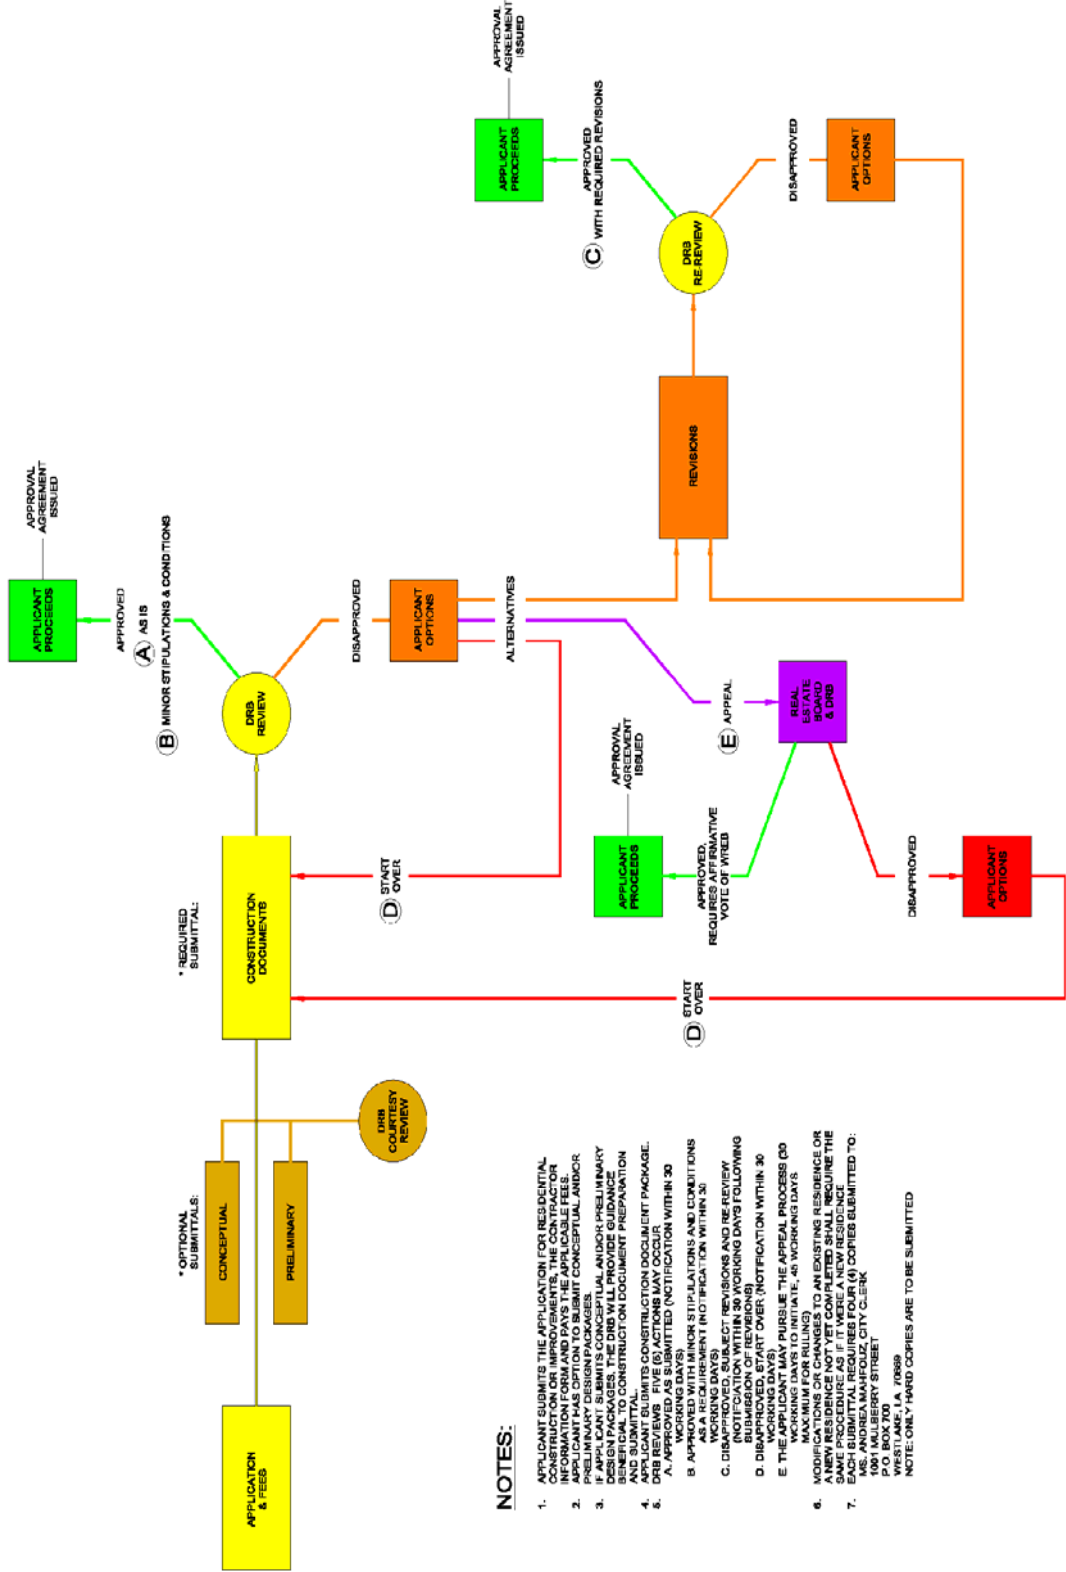 APPLICATION
& FEES
* OPTIONAL
SUBMITTALS:
CONCEPTUAL
PRELIMINARY
DRB
COURTESY
REVIEW
* REQUIRED
SUBMITTAL:
CONSTRUCTION
DOCUMENTS
DRB
REVIEW
APPROVED
A AS IS
B MINOR STIPULATIONS & CONDITIONS
APPLICANT
PROCEEDS
APPROVAL
AGREEMENT
ISSUED
DISAPPROVED
APPLICANT
OPTIONS
ALTERNATIVES
D START
OVER
E APPEAL
REAL
ESTATE
BOARD
& DRB
APPROVED,
REQUIRES AFFIRMATIVE
VOTE OF WREB
APPLICANT
PROCEEDS
APPROVAL
AGREEMENT
ISSUED
DISAPPROVED
APPLICANT
OPTIONS
D START
OVER
REVISIONS
DRB
RE-REVIEW
APPROVED
C WITH REQUIRED REVISIONS
APPLICANT
PROCEEDS
APPROVAL
AGREEMENT
ISSUED
DISAPPROVED
APPLICANT
OPTIONS
NOTES:
1. APPLICANT SUBMITS THE APPLICATION FOR RESIDENTIAL
CONSTRUCTION OR IMPROVEMENTS, THE CONTRACTOR
INFORMATION FORM AND PAYS THE APPLICABLE FEES.
2. APPLICANT HAS OPTION TO SUBMIT CONCEPTUAL AND/OR
PRELIMINARY DESIGN PACKAGES.
3. IF APPLICANT SUBMITS CONCEPTUAL AND/OR PRELIMINARY
DESIGN PACKAGES, THE DRB WILL PROVIDE GUIDANCE
BENEFICIAL TO CONSTRUCTION DOCUMENT PREPARATION
AND SUBMITTAL.
4. APPLICANT SUBMITS CONSTRUCTION DOCUMENT PACKAGE.
5. DRB REVIEWS FIVE (5) ACTIONS MAY OCCUR
A. APPROVED AS SUBMITTED (NOTIFICATION WITHIN 30
WORKING DAYS)
B. APPROVED WITH MINOR STIPULATIONS AND CONDITIONS
AS A REQUIREMENT (NOTIFICATION WITHIN 30
WORKING DAYS)
C. DISAPPROVED, SUBJECT REVISIONS AND RE-REVIEW
(NOTIFCIATION WITHIN 30 WORKING DAYS FOLLOWING
SUBMISSION OF REVISIONS)
D. DISAPPROVED, START OVER (NOTIFICATION WITHIN 30
WORKING DAYS)
E. THE APPLICANT MAY PURSUE THE APPEAL PROCESS (30
WORKING DAYS TO INITIATE, 45 WORKING DAYS
MAXIMUM FOR RULING)
6. MODIFICATIONS OR CHANGES TO AN EXISTING RESIDENCE OR
A NEW RESIDENCE NOT YET COMPLETED SHALL REQUIRE THE
SAME PROCEDURE AS IF IT WERE A NEW RESIDENCE
7. EACH SUBMITTAL REQUIRES FOUR (4) COPIES SUBMITTED TO:
MS. ANDREA MAHFOUZ, CITY CLERK
1001 MULBERRY STREET
P.O. BOX 700
WESTLAKE, LA 70669
NOTE: ONLY HARD COPIES ARE TO BE SUBMITTED